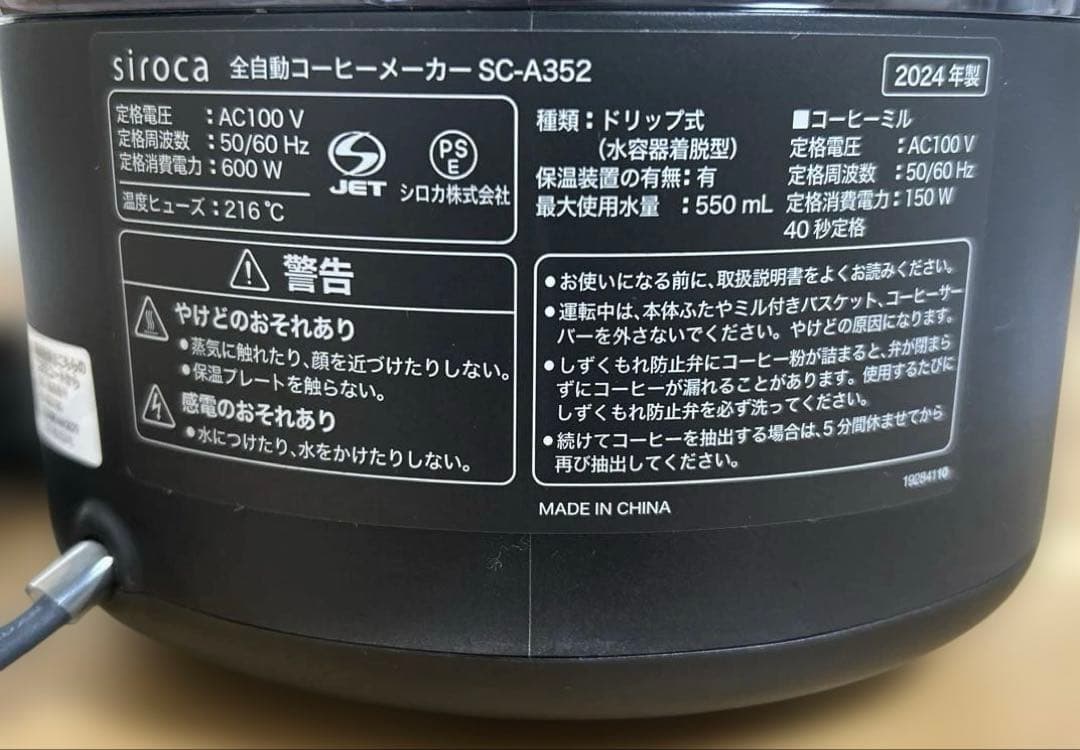 siroca 全自動コーヒーメーカー SC-A352
2024年製
定格電圧 :AC100 V
定格周波数 :50/60 Hz
定格消費電力:600 W
温度ヒューズ:216℃
JET
PS
E
シロカ株式会社
種類:ドリップ式
(水容器着脱型)
保温装置の有無:有
最大使用水量 :550 mL
■コーヒーミル
定格電圧 :AC100 V
定格周波数 :50/60 Hz
定格消費電力:150 W
40秒定格
警告
やけどのおそれあり
●蒸気に触れたり、顔を近づけたりしない。
●保温プレートを触らない。
感電のおそれあり
●水につけたり、水をかけたりしない。
●お使いになる前に、取扱説明書をよくお読みください。
●運転中は、本体ふたやミル付きバスケット、コーヒーサー
バーを外さないでください。やけどの原因になります。
●しずくもれ防止弁にコーヒー粉が詰まると、弁が閉まら
ずにコーヒーが漏れることがあります。使用するたびに
しずくもれ防止弁を必ず洗ってください。
●続けてコーヒーを抽出する場合は、5分間休ませてから
再び抽出してください。
19284110
MADE IN CHINA